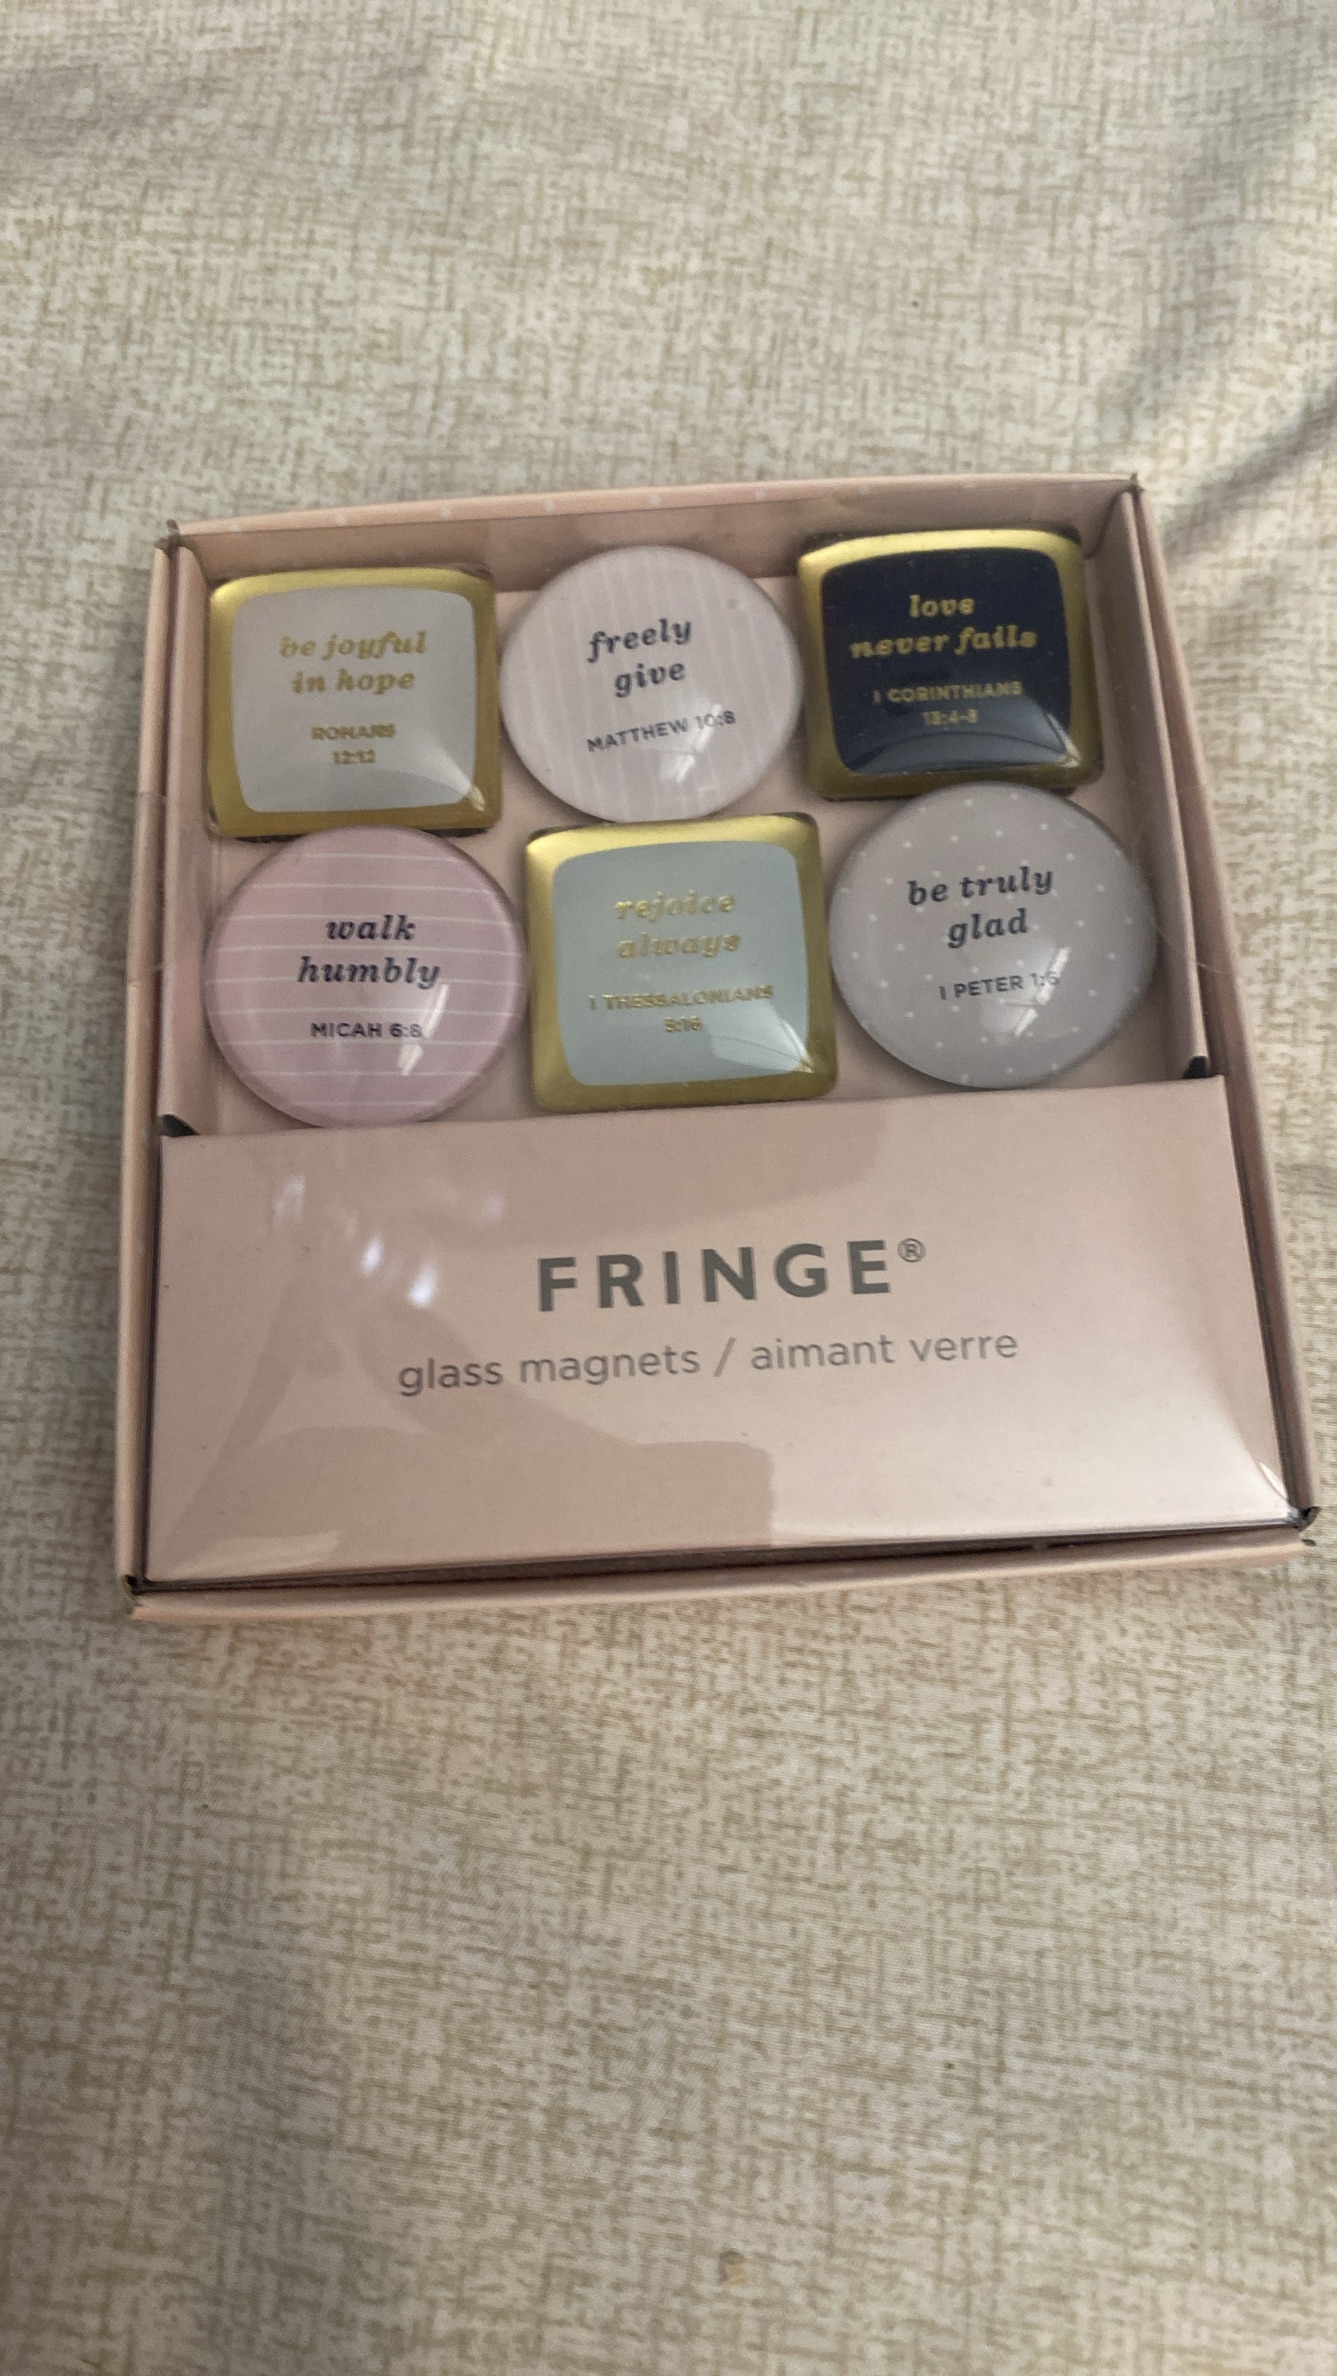 be joyful
in hope
ROMANS
12:12
freely
give
MATTHEW 10:8
love
never fails
1 CORINTHIANS
13:4-8
walk
humbly
MICAH 6:8
rejoice
always
1 THESSALONIANS
5:16
be truly
glad
1 PETER 1:6
FRINGE®
glass magnets / aimant verre